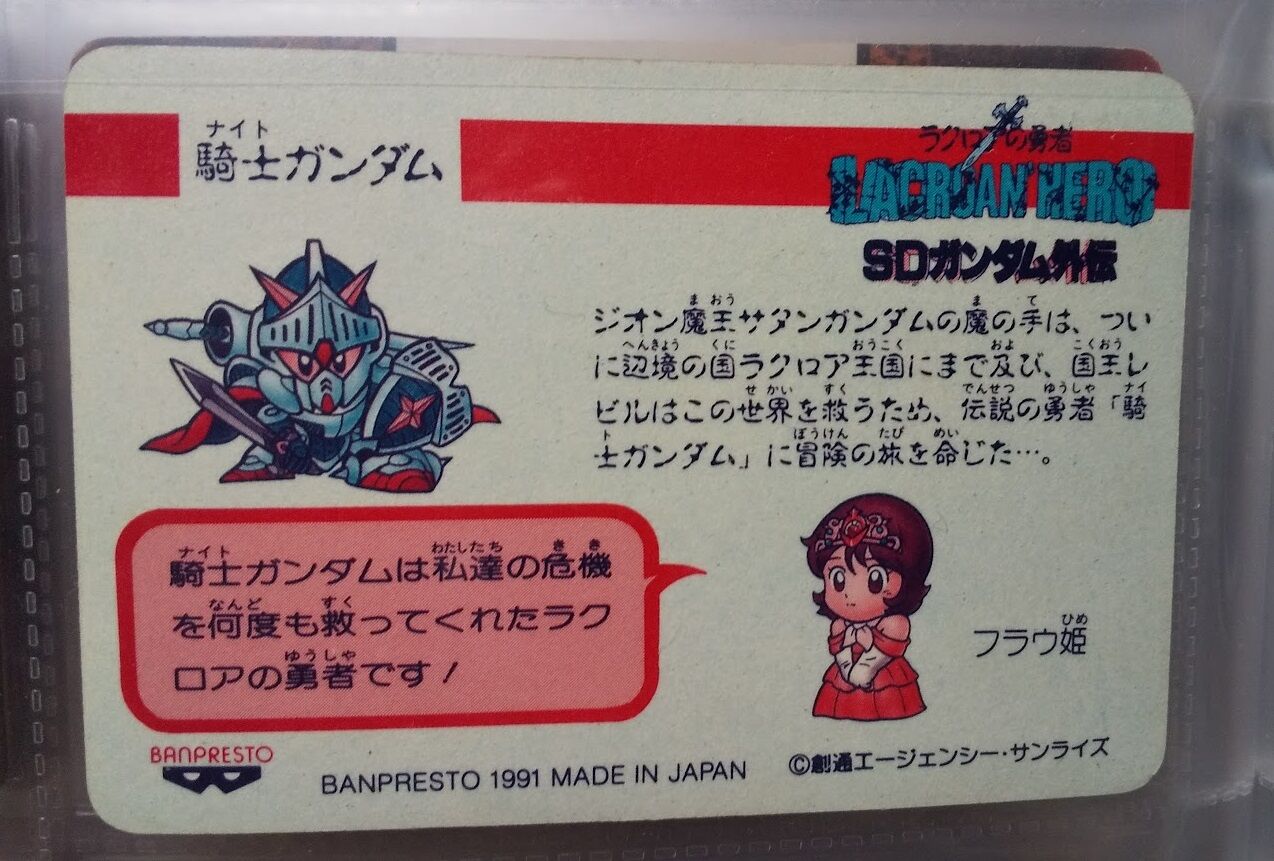 ナイト
騎士ガンダム
ラクロアの勇者
LACROAN HERO
SDガンダム外伝
まおう ま て
ジオン魔王サタンガンダムの魔の手は、つい
へんきょう くに おうこく およ こくおう
に辺境の国ラクロア王国にまで及び、国王レ
せかい すく でんせつ ゆうしゃ ナイ
ビルはこの世界を救うため、伝説の勇者「騎
ト ぼうけん たび めい
士ガンダム」に冒険の旅を命じた…。
ナイト わたしたち きき
騎士ガンダムは私達の危機
なんど すく
を何度も救ってくれたラク
ゆうしゃ
ロアの勇者です！
ひめ
フラウ姫
BANPRESTO
BANPRESTO 1991 MADE IN JAPAN
©創通エージェンシー・サンライズ